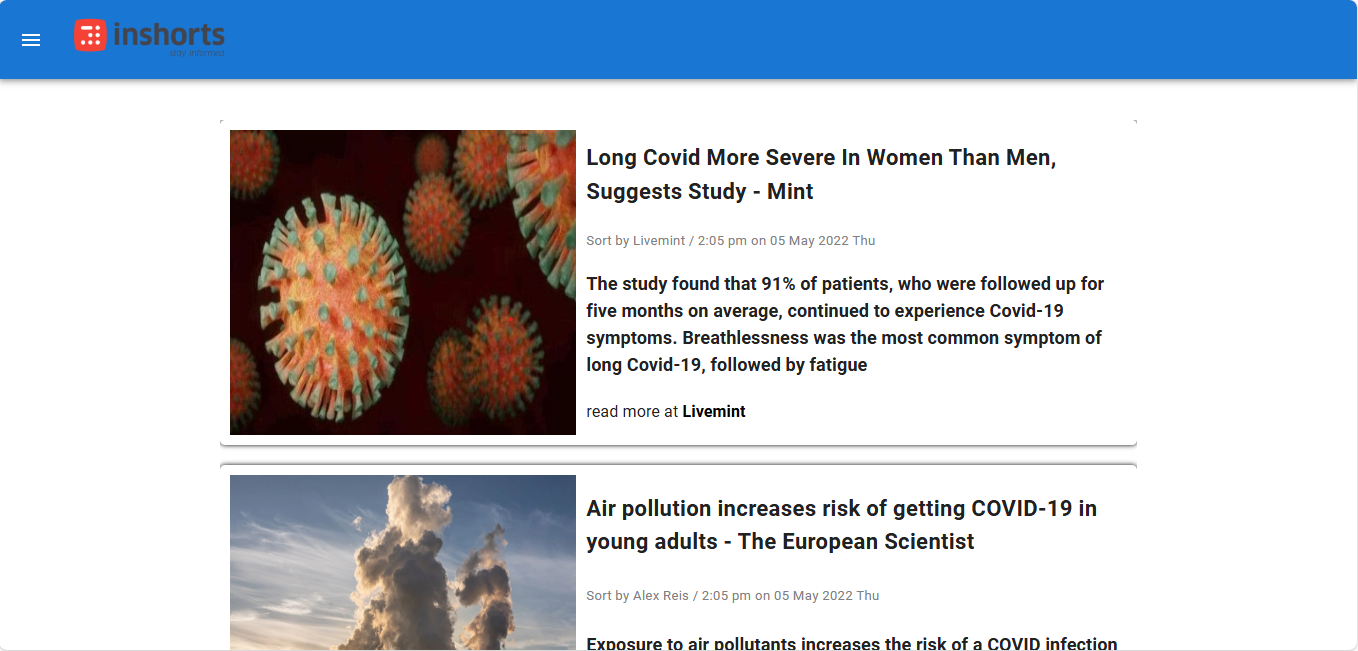 inshorts
stay informed
Long Covid More Severe In Women Than Men,
Suggests Study - Mint
Sort by Livemint / 2:05 pm on 05 May 2022 Thu
The study found that 91% of patients, who were followed up for
five months on average, continued to experience Covid-19
symptoms. Breathlessness was the most common symptom of
long Covid-19, followed by fatigue
read more at Livemint
Air pollution increases risk of getting COVID-19 in
young adults - The European Scientist
Sort by Alex Reis / 2:05 pm on 05 May 2022 Thu
Exposure to air pollutants increases the risk of a COVID infection